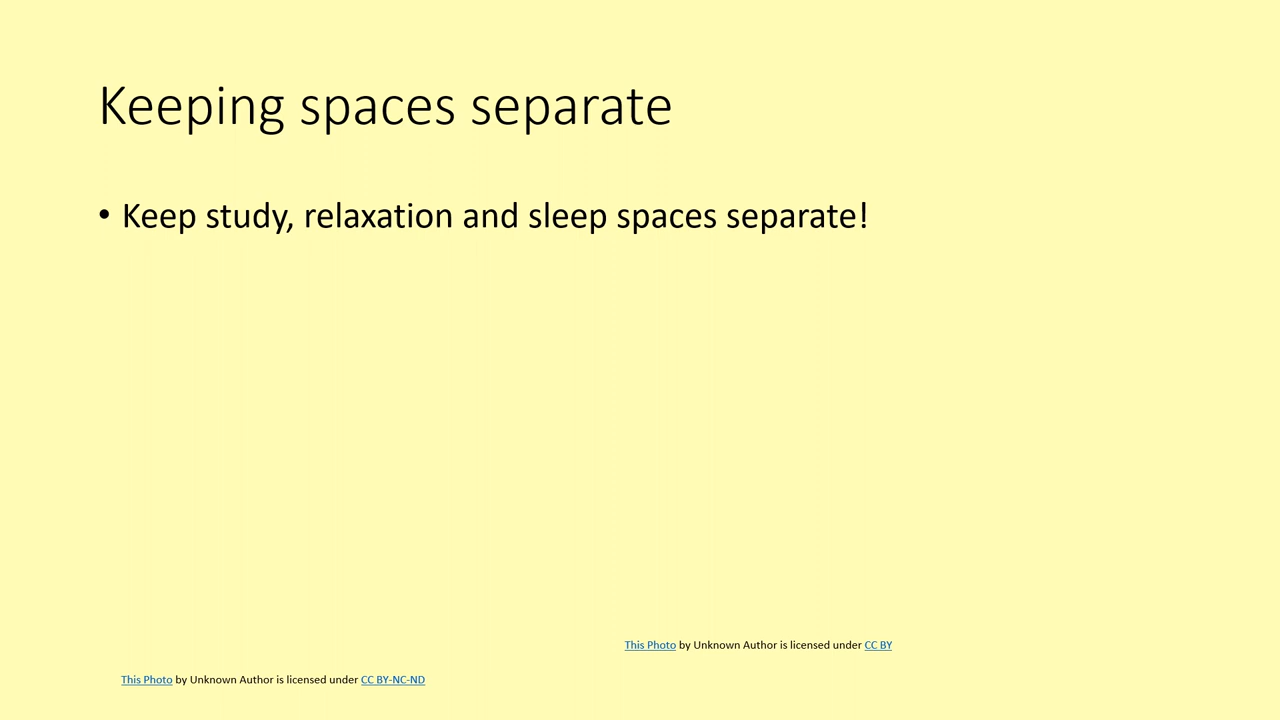 Keeping spaces separate
• Keep study, relaxation and sleep spaces separate!
This Photo by Unknown Author is licensed under CC BY
This Photo by Unknown Author is licensed under CC BY-NC-ND